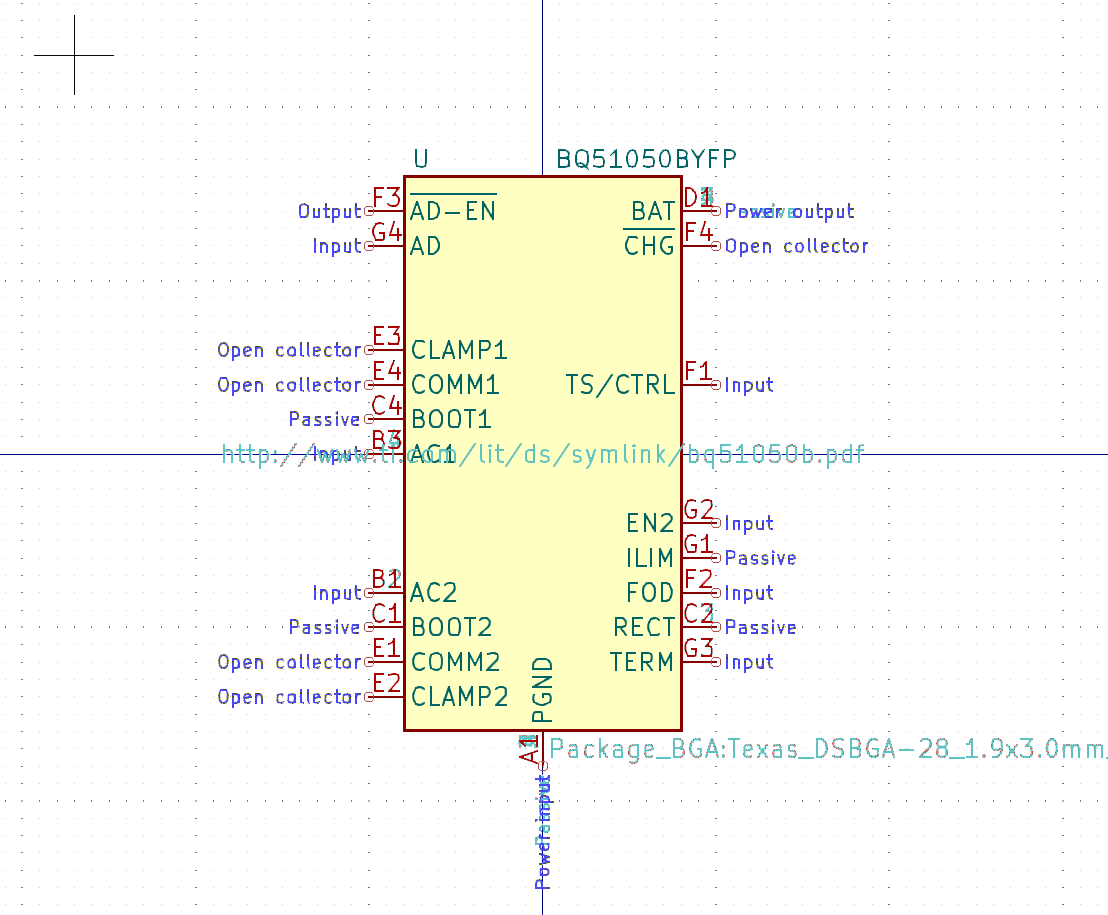 U BQ51050BYFP
Output F3 AD-EN BAT D1 Power output
Input G4 AD CHG F4 Open collector
Open collector E3 CLAMP1
Open collector E4 COMM1 TS/CTRL F1 Input
Passive C4 BOOT1
Input B3 AC1
http://www.ti.com/lit/ds/symlink/bq51050b.pdf
EN2 G2 Input
ILIM G1 Passive
Input B1 AC2 FOD F2 Input
Passive C1 BOOT2 RECT C2 Passive
Open collector E1 COMM2 TERM G3 Input
Open collector E2 CLAMP2
PGND
A1
Package_BGA:Texas_DSBGA-28_1.9x3.0mm_
Power input